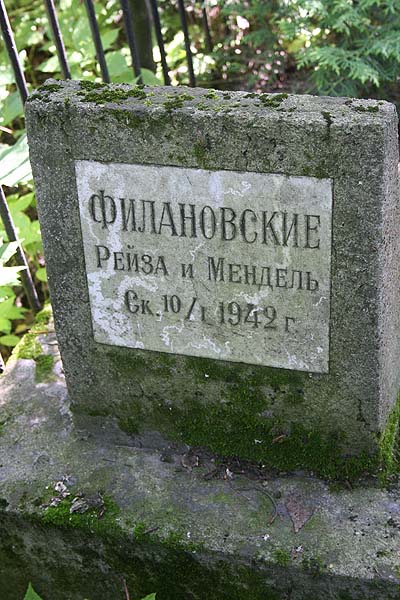 ФИЛАНОВСКИЕ
Рейза и Мендель
Ск. 10/I 1942 г.